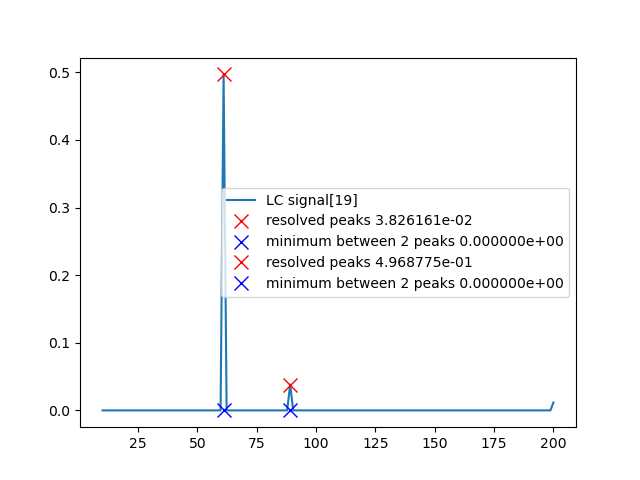 0.5
0.4
0.3
0.2
0.1
0.0
LC signal[19]
resolved peaks 3.826161e-02
minimum between 2 peaks 0.000000e+00
resolved peaks 4.968775e-01
minimum between 2 peaks 0.000000e+00
25 50 75 100 125 150 175 200